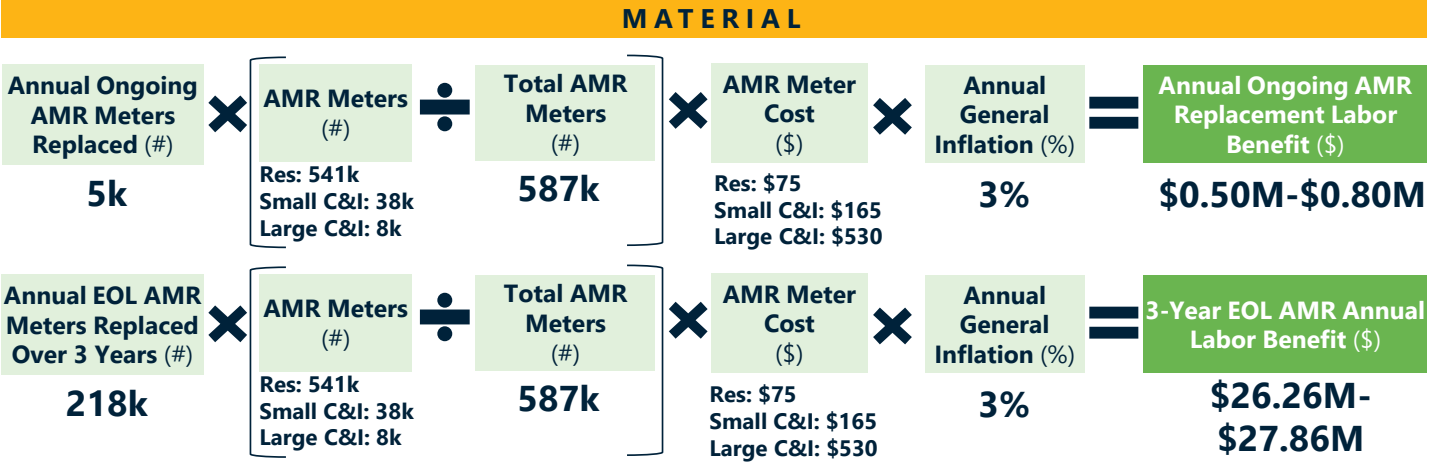 MATERIAL
Annual Ongoing
AMR Meters
Replaced (#)
5k
×
AMR Meters
(#)
Res: 541k
Small C&I: 38k
Large C&I: 8k
÷
Total AMR
Meters
(#)
587k
×
AMR Meter
Cost
($)
Res: $75
Small C&I: $165
Large C&I: $530
×
Annual
General
Inflation (%)
3%
=
Annual Ongoing AMR
Replacement Labor
Benefit ($)
$0.50M-$0.80M
Annual EOL AMR
Meters Replaced
Over 3 Years (#)
218k
×
AMR Meters
(#)
Res: 541k
Small C&I: 38k
Large C&I: 8k
÷
Total AMR
Meters
(#)
587k
×
AMR Meter
Cost
($)
Res: $75
Small C&I: $165
Large C&I: $530
×
Annual
General
Inflation (%)
3%
=
3-Year EOL AMR Annual
Labor Benefit ($)
$26.26M-
$27.86M